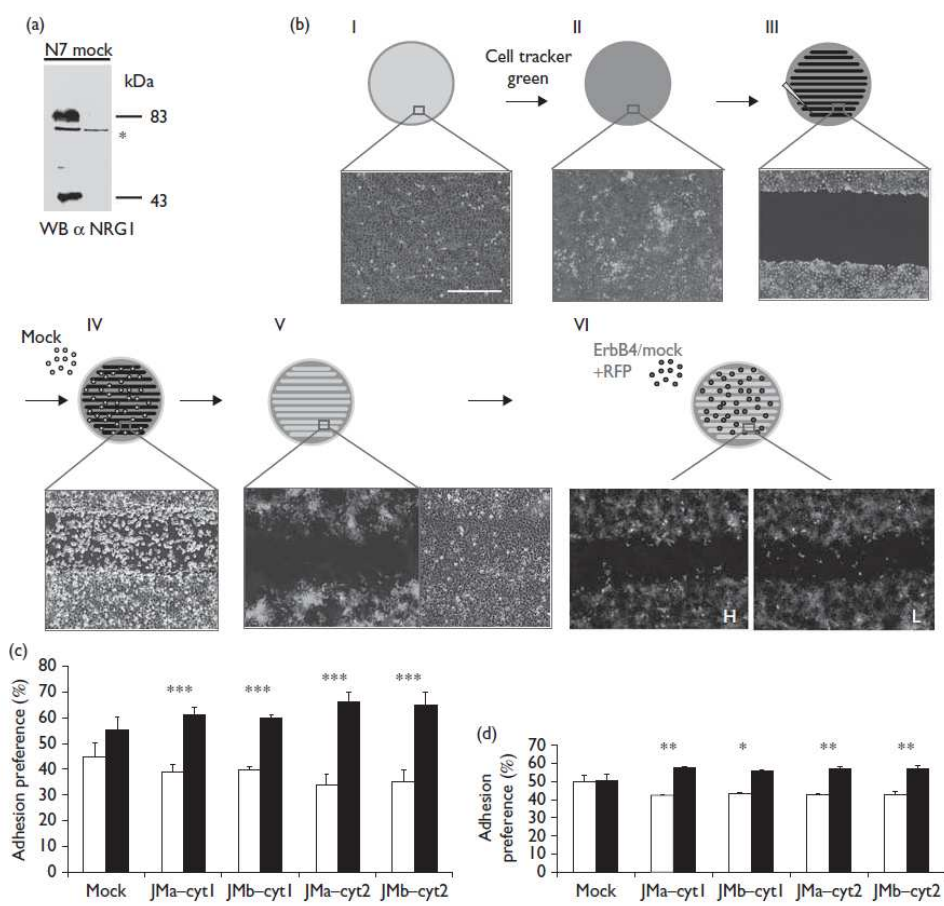 (a)
N7 mock
kDa
83
*
43
WB α NRG1
(b)
I
II
III
Cell tracker
green
Mock
IV
V
VI
ErbB4/mock
+RFP
H
L
(c)
Adhesion preference (%)
80
70
60
50
40
30
20
10
0
*** *** *** ***
Mock JMa–cyt1 JMb–cyt1 JMa–cyt2 JMb–cyt2
(d)
Adhesion
preference (%)
70
60
50
40
30
20
10
0
** * ** **
Mock JMa–cyt1 JMb–cyt1 JMa–cyt2 JMb–cyt2